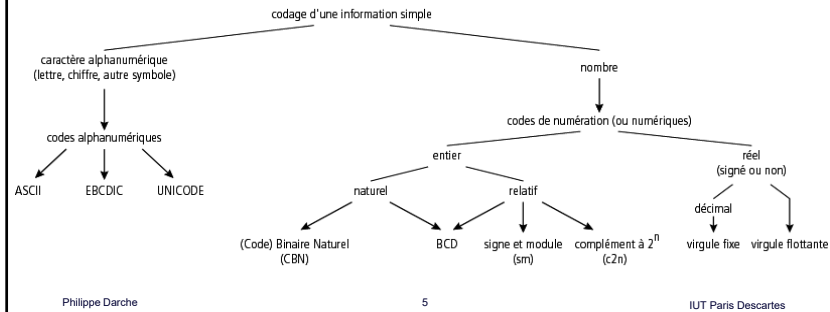 codage d'une information simple
caractère alphanumérique
(lettre, chiffre, autre symbole)
nombre
codes alphanumériques
codes de numération (ou numériques)
entier
réel
(signé ou non)
ASCII
EBCDIC
UNICODE
naturel
relatif
décimal
(Code) Binaire Naturel
(CBN)
BCD
signe et module
(sm)
complément à 2^n
(c2n)
virgule fixe
virgule flottante
Philippe Darche
5
IUT Paris Descartes